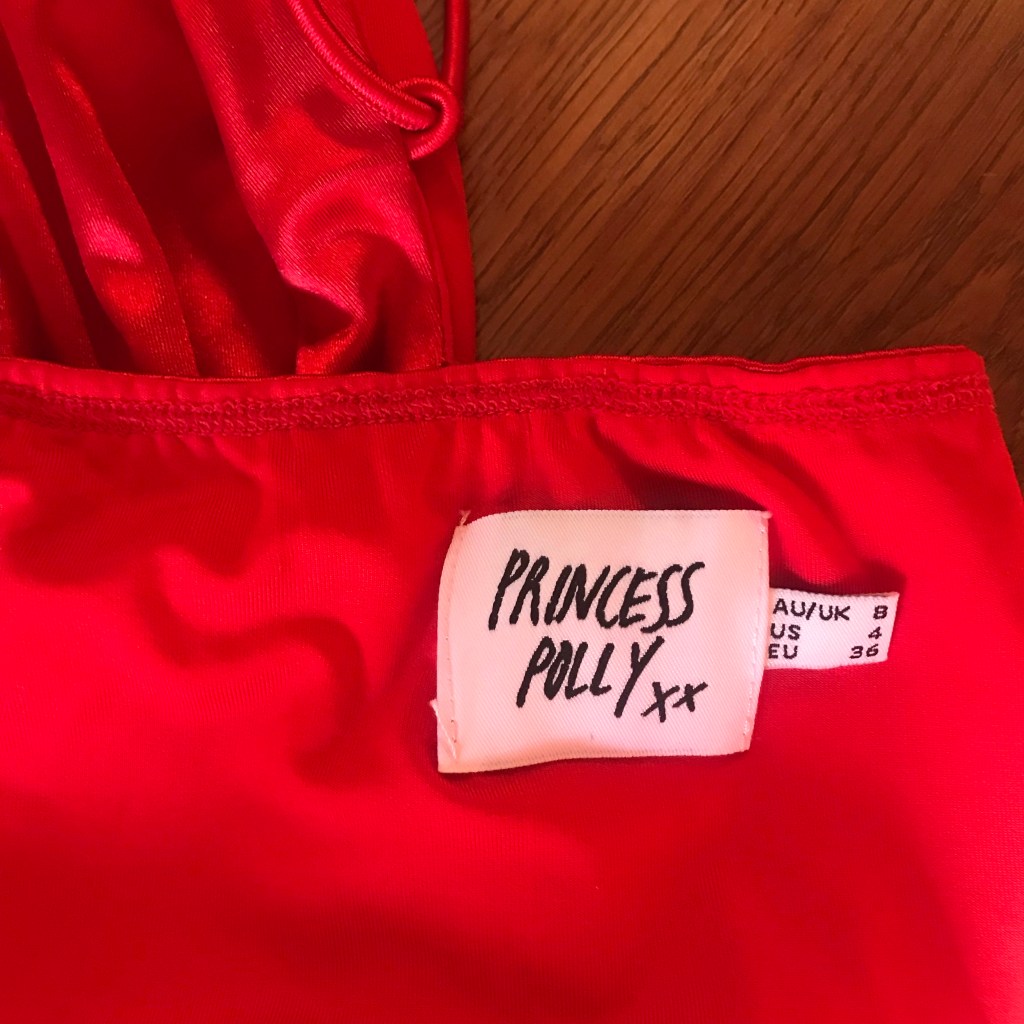 PRINCESS
POLLY xx
AU/UK 8
US 4
EU 36